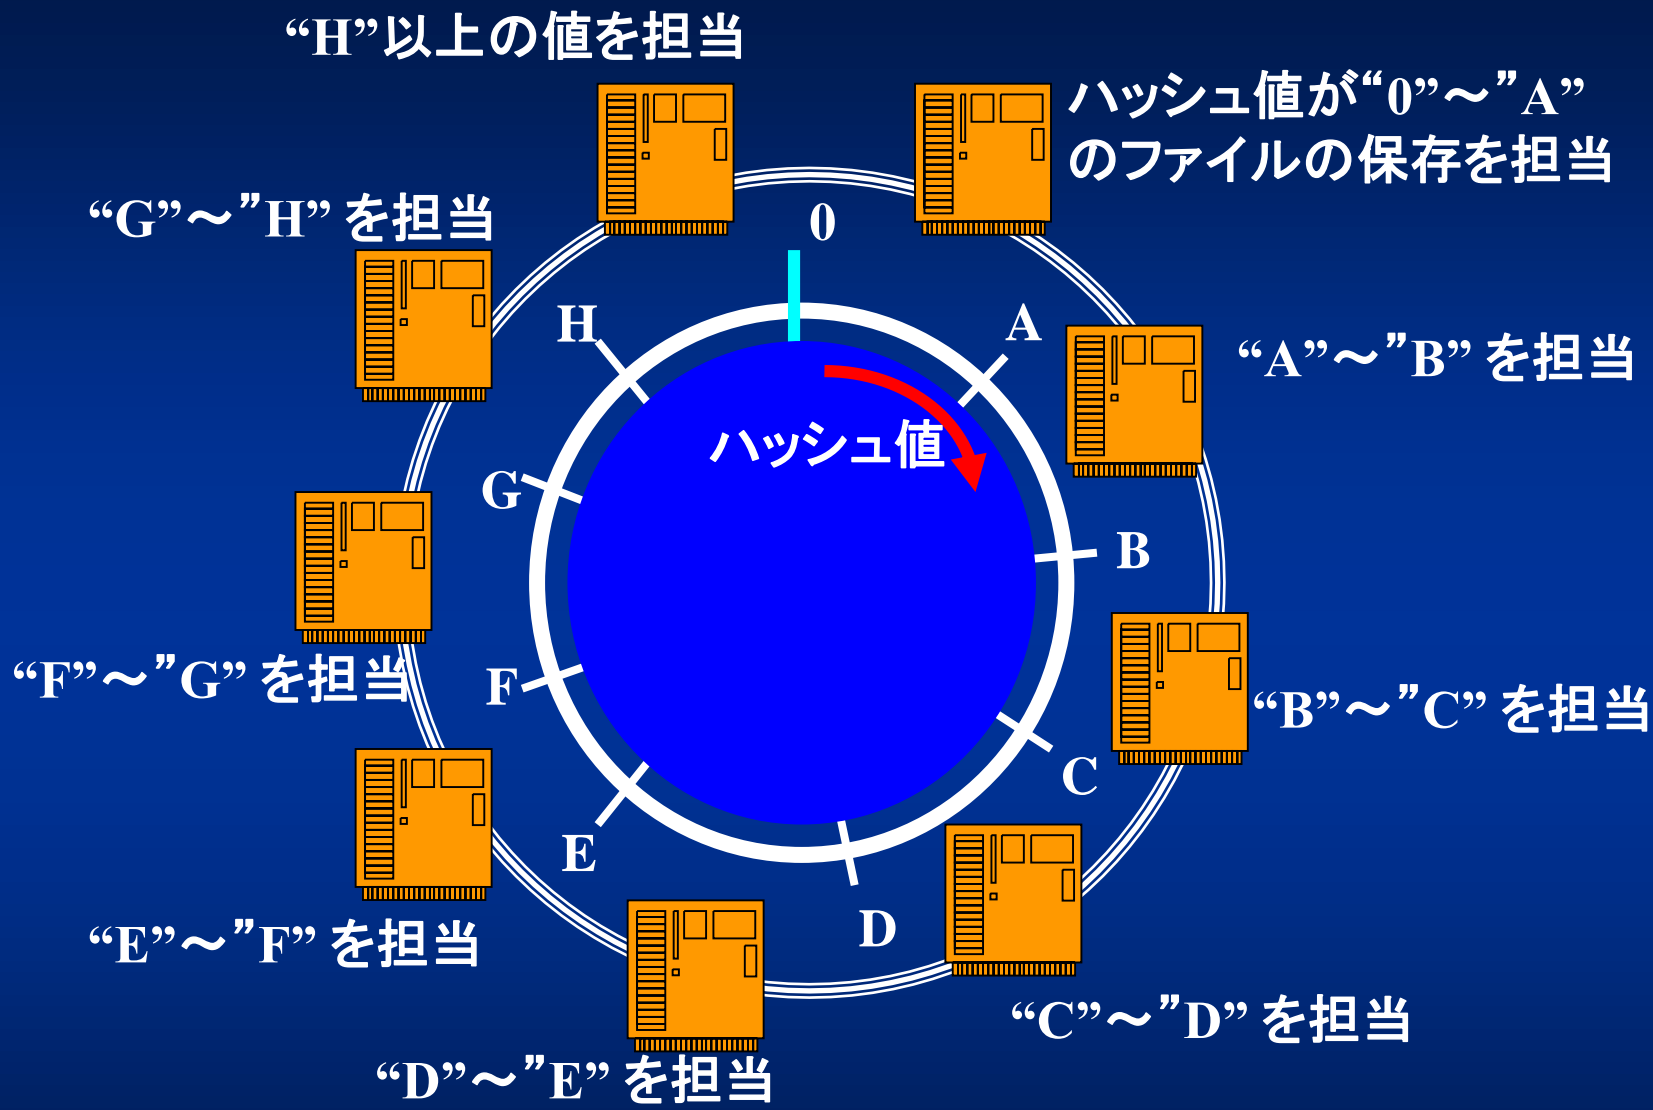 “H”以上の値を担当
ハッシュ値が“0”～”A”
のファイルの保存を担当
“G”～”H” を担当
0
H
A
“A”～”B” を担当
ハッシュ値
G
B
F
“F”～”G” を担当
“B”～”C” を担当
C
E
D
“E”～”F” を担当
“C”～”D” を担当
“D”～”E” を担当